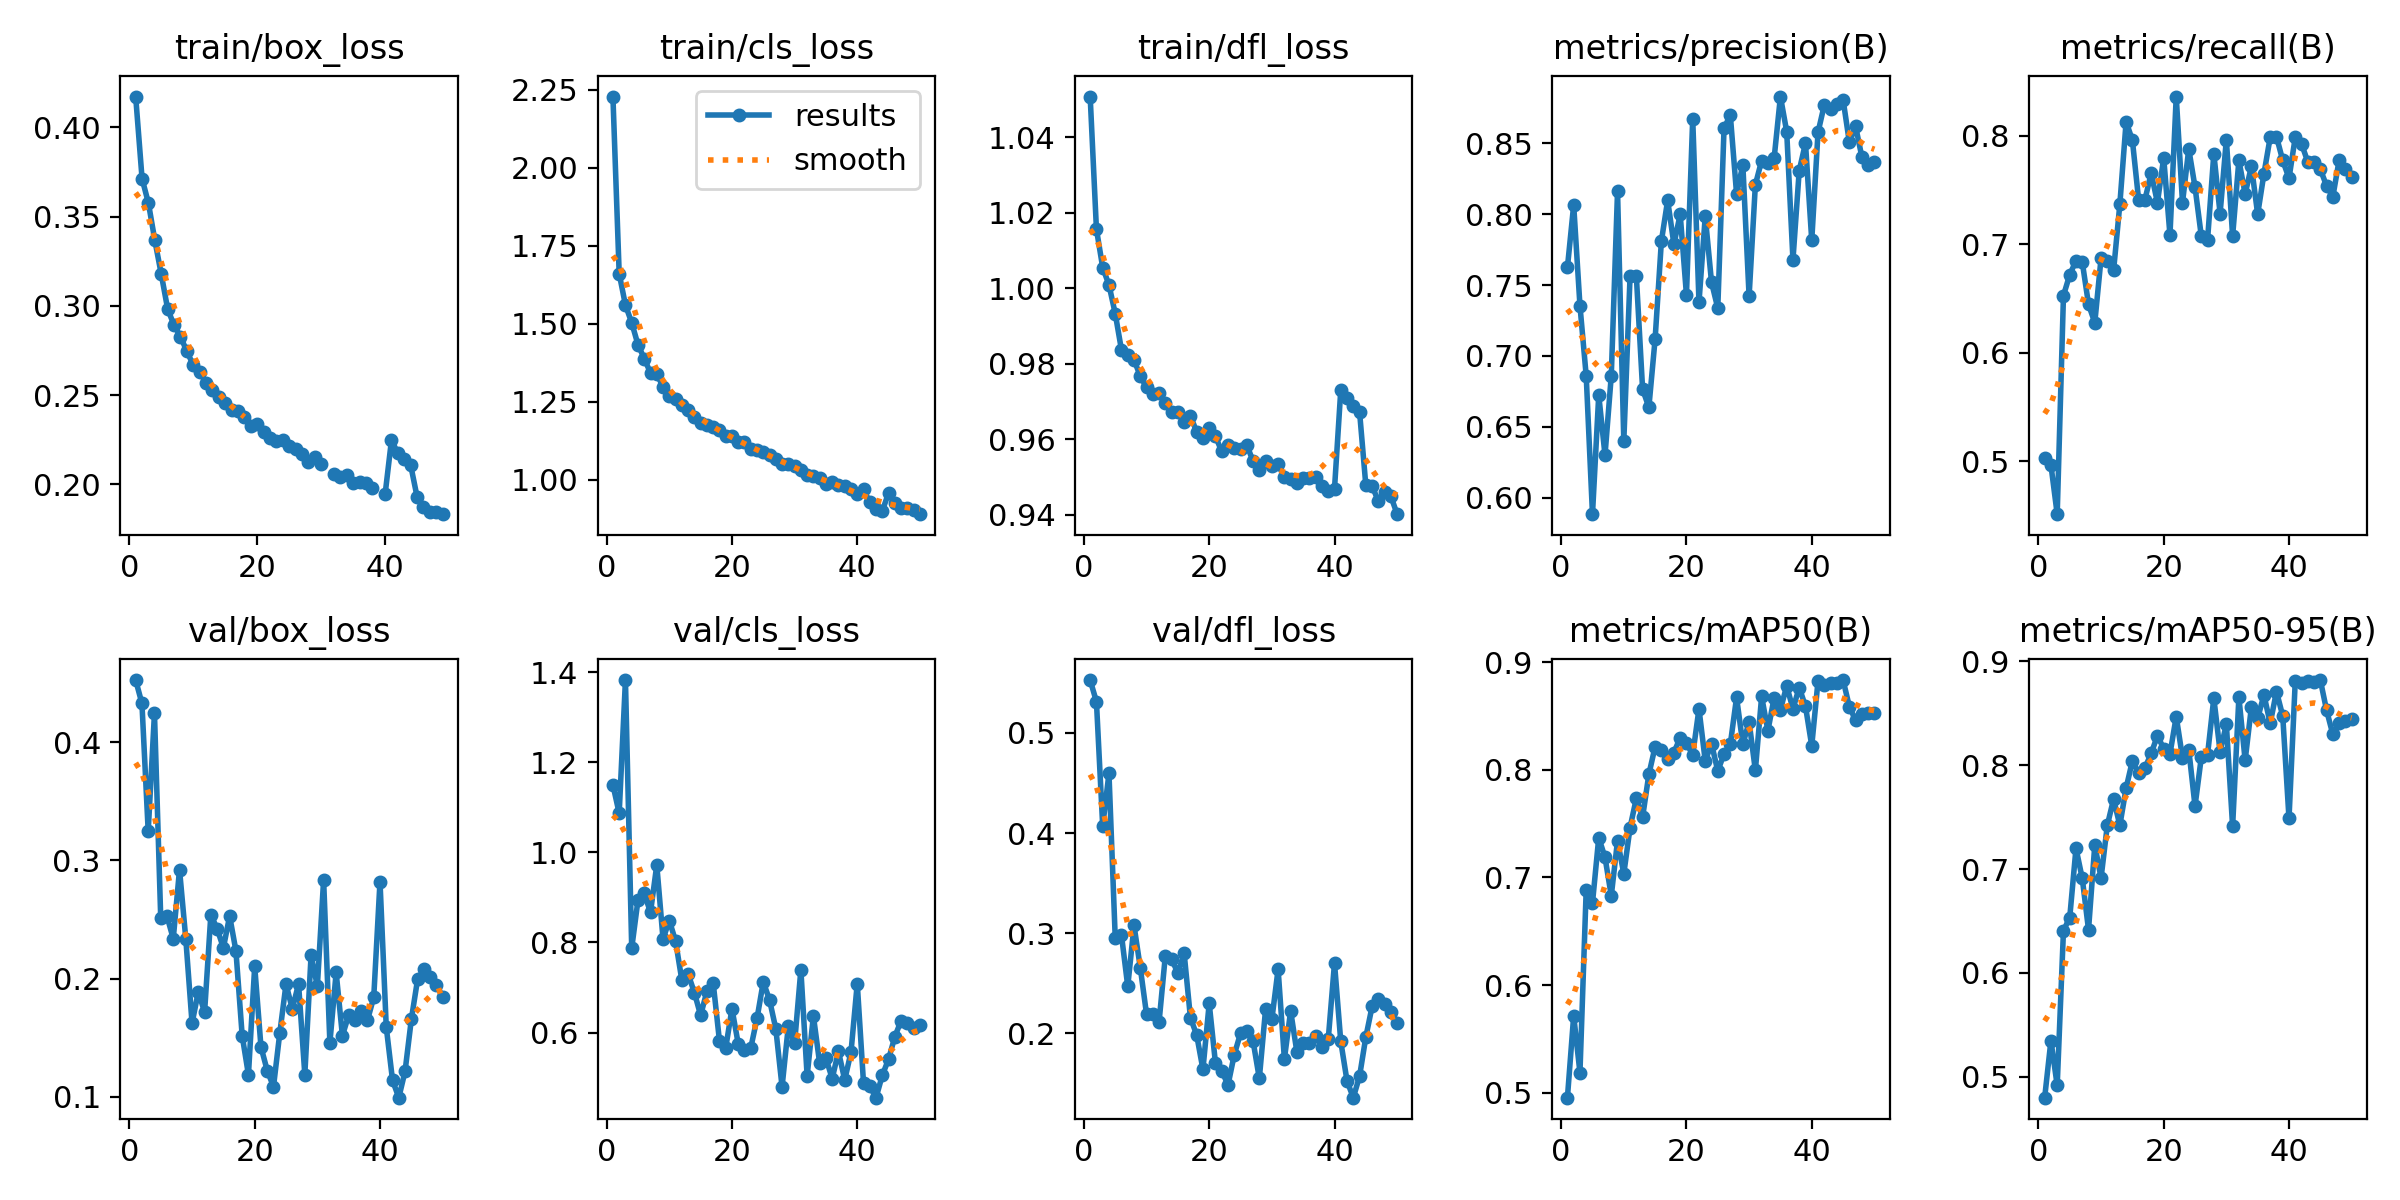 train/box_loss
0.40
0.35
0.30
0.25
0.20
0 20 40
train/cls_loss
results
smooth
2.25
2.00
1.75
1.50
1.25
1.00
0 20 40
train/dfl_loss
1.04
1.02
1.00
0.98
0.96
0.94
0 20 40
metrics/precision(B)
0.85
0.80
0.75
0.70
0.65
0.60
0 20 40
metrics/recall(B)
0.8
0.7
0.6
0.5
0 20 40
val/box_loss
0.4
0.3
0.2
0.1
0 20 40
val/cls_loss
1.4
1.2
1.0
0.8
0.6
0 20 40
val/dfl_loss
0.5
0.4
0.3
0.2
0 20 40
metrics/mAP50(B)
0.9
0.8
0.7
0.6
0.5
0 20 40
metrics/mAP50-95(B)
0.9
0.8
0.7
0.6
0.5
0 20 40